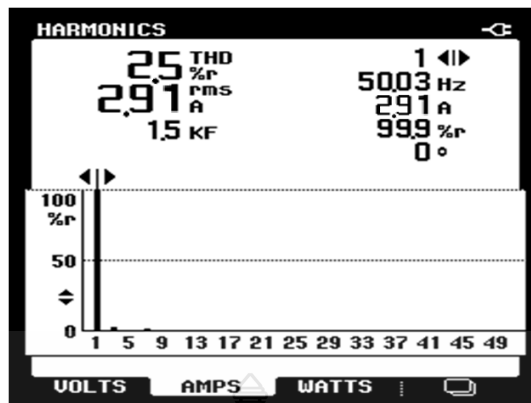 HARMONICS
2.5 THD %r
2.91 rms A
1.5 KF
1
50.03 Hz
2.91 A
99.9 %r
0 °
100
%r
50
0
1 5 9 13 17 21 25 29 33 37 41 45 49
VOLTS AMPS WATTS